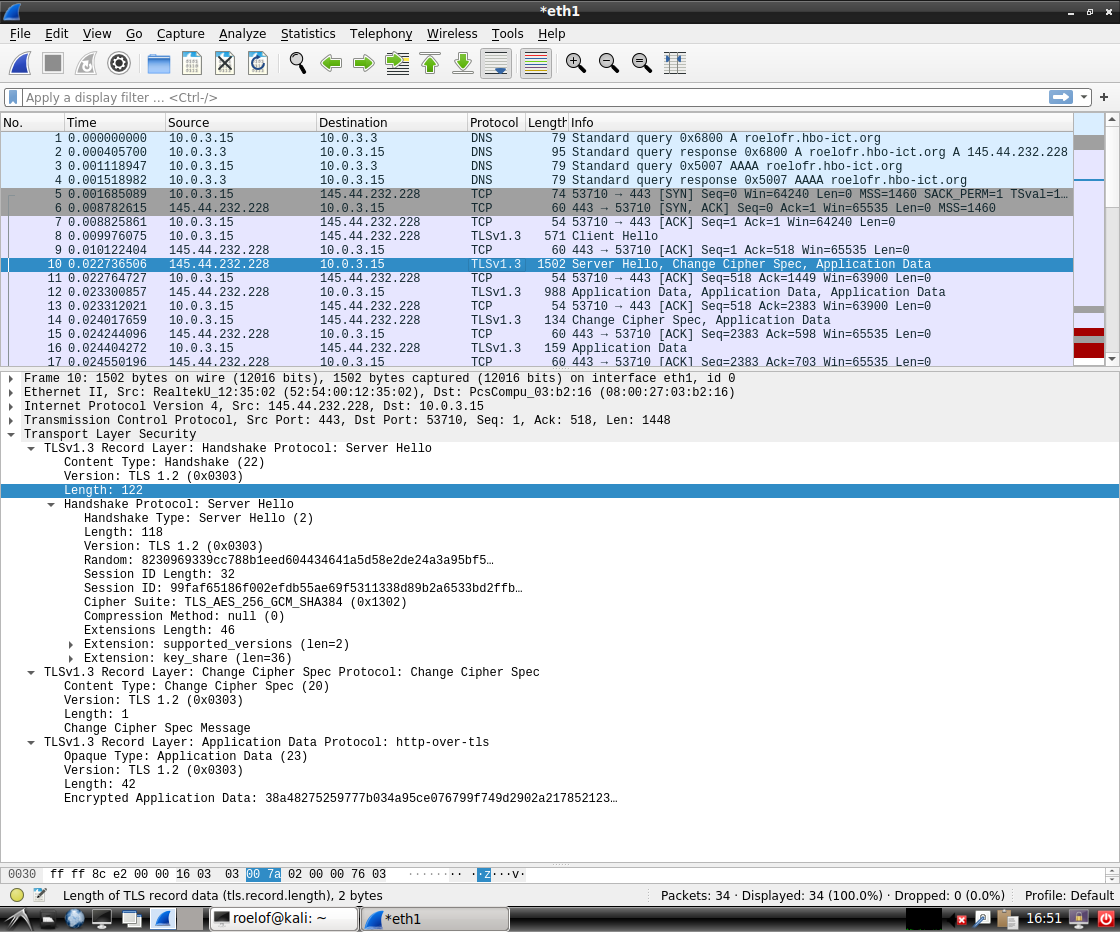 *eth1
File Edit View Go Capture Analyze Statistics Telephony Wireless Tools Help
Apply a display filter … <Ctrl-/>
No. Time Source Destination Protocol Length Info
1 0.000000000 10.0.3.15 10.0.3.3 DNS 79 Standard query 0x6800 A roelofr.hbo-ict.org
2 0.000405700 10.0.3.3 10.0.3.15 DNS 95 Standard query response 0x6800 A roelofr.hbo-ict.org A 145.44.232.228
3 0.001118947 10.0.3.15 10.0.3.3 DNS 79 Standard query 0x5007 AAAA roelofr.hbo-ict.org
4 0.001518982 10.0.3.3 10.0.3.15 DNS 79 Standard query response 0x5007 AAAA roelofr.hbo-ict.org
5 0.001685089 10.0.3.15 145.44.232.228 TCP 74 53710 → 443 [SYN] Seq=0 Win=64240 Len=0 MSS=1460 SACK_PERM=1 TSval=1…
6 0.008782615 145.44.232.228 10.0.3.15 TCP 60 443 → 53710 [SYN, ACK] Seq=0 Ack=1 Win=65535 Len=0 MSS=1460
7 0.008825861 10.0.3.15 145.44.232.228 TCP 54 53710 → 443 [ACK] Seq=1 Ack=1 Win=64240 Len=0
8 0.009976075 10.0.3.15 145.44.232.228 TLSv1.3 571 Client Hello
9 0.010122404 145.44.232.228 10.0.3.15 TCP 60 443 → 53710 [ACK] Seq=1 Ack=518 Win=65535 Len=0
10 0.022736506 145.44.232.228 10.0.3.15 TLSv1.3 1502 Server Hello, Change Cipher Spec, Application Data
11 0.022764727 10.0.3.15 145.44.232.228 TCP 54 53710 → 443 [ACK] Seq=518 Ack=1449 Win=63900 Len=0
12 0.023300857 145.44.232.228 10.0.3.15 TLSv1.3 988 Application Data, Application Data, Application Data
13 0.023312021 10.0.3.15 145.44.232.228 TCP 54 53710 → 443 [ACK] Seq=518 Ack=2383 Win=63900 Len=0
14 0.024017659 10.0.3.15 145.44.232.228 TLSv1.3 134 Change Cipher Spec, Application Data
15 0.024244096 145.44.232.228 10.0.3.15 TCP 60 443 → 53710 [ACK] Seq=2383 Ack=598 Win=65535 Len=0
16 0.024404272 10.0.3.15 145.44.232.228 TLSv1.3 159 Application Data
17 0.024550196 145.44.232.228 10.0.3.15 TCP 60 443 → 53710 [ACK] Seq=2383 Ack=703 Win=65535 Len=0
Frame 10: 1502 bytes on wire (12016 bits), 1502 bytes captured (12016 bits) on interface eth1, id 0
Ethernet II, Src: RealtekU_12:35:02 (52:54:00:12:35:02), Dst: PcsCompu_03:b2:16 (08:00:27:03:b2:16)
Internet Protocol Version 4, Src: 145.44.232.228, Dst: 10.0.3.15
Transmission Control Protocol, Src Port: 443, Dst Port: 53710, Seq: 1, Ack: 518, Len: 1448
Transport Layer Security
TLSv1.3 Record Layer: Handshake Protocol: Server Hello
Content Type: Handshake (22)
Version: TLS 1.2 (0x0303)
Length: 122
Handshake Protocol: Server Hello
Handshake Type: Server Hello (2)
Length: 118
Version: TLS 1.2 (0x0303)
Random: 8230969339cc788b1eed604434641a5d58e2de24a3a95bf5…
Session ID Length: 32
Session ID: 99faf65186f002efdb55ae69f5311338d89b2a6533bd2ffb…
Cipher Suite: TLS_AES_256_GCM_SHA384 (0x1302)
Compression Method: null (0)
Extensions Length: 46
Extension: supported_versions (len=2)
Extension: key_share (len=36)
TLSv1.3 Record Layer: Change Cipher Spec Protocol: Change Cipher Spec
Content Type: Change Cipher Spec (20)
Version: TLS 1.2 (0x0303)
Length: 1
Change Cipher Spec Message
TLSv1.3 Record Layer: Application Data Protocol: http-over-tls
Opaque Type: Application Data (23)
Version: TLS 1.2 (0x0303)
Length: 42
Encrypted Application Data: 38a48275259777b034a95ce076799f749d2902a217852123…
0030 ff ff 8c e2 00 00 16 03 03 00 7a 02 00 00 76 03 ········ ··z···v·
Length of TLS record data (tls.record.length), 2 bytes Packets: 34 · Displayed: 34 (100.0%) · Dropped: 0 (0.0%) Profile: Default
roelof@kali: ~ *eth1 16:51